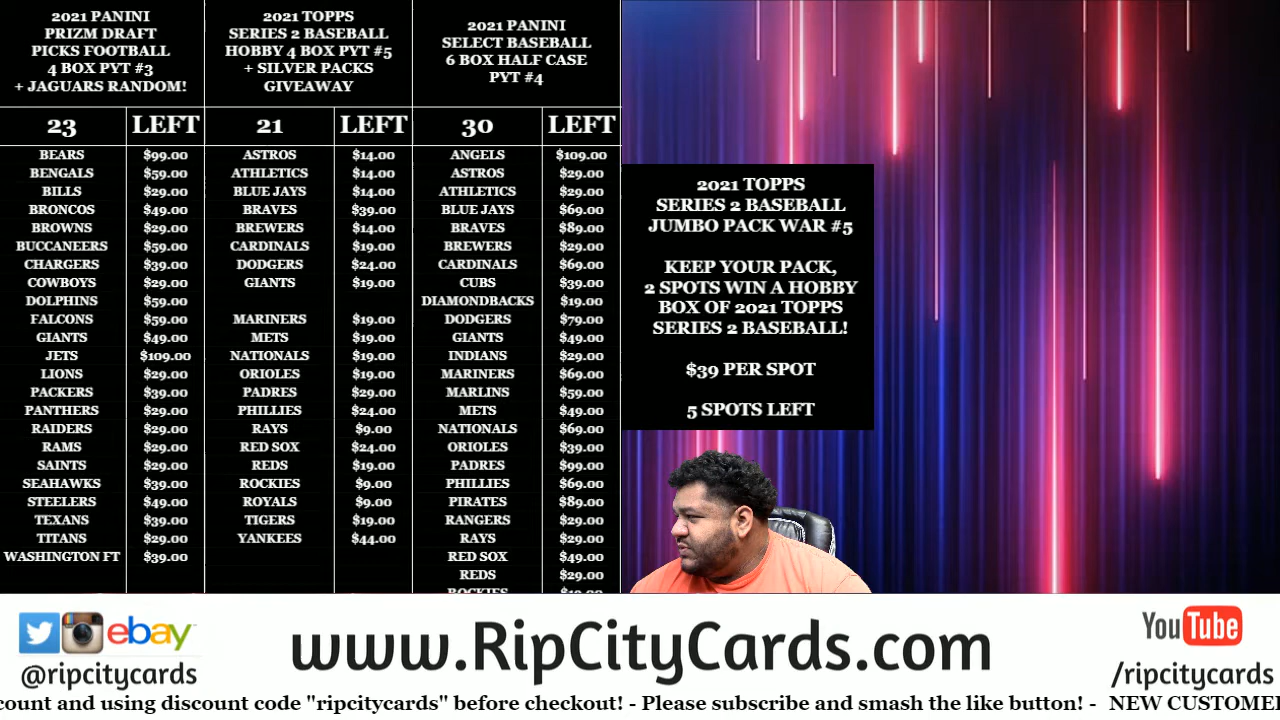 2021 PANINI
PRIZM DRAFT
PICKS FOOTBALL
4 BOX PYT #3
+ JAGUARS RANDOM!
23 LEFT
BEARS $99.00
BENGALS $59.00
BILLS $29.00
BRONCOS $49.00
BROWNS $29.00
BUCCANEERS $59.00
CHARGERS $39.00
COWBOYS $29.00
DOLPHINS $59.00
FALCONS $59.00
GIANTS $49.00
JETS $109.00
LIONS $29.00
PACKERS $39.00
PANTHERS $29.00
RAIDERS $29.00
RAMS $29.00
SAINTS $29.00
SEAHAWKS $39.00
STEELERS $49.00
TEXANS $39.00
TITANS $29.00
WASHINGTON FT $39.00
2021 TOPPS
SERIES 2 BASEBALL
HOBBY 4 BOX PYT #5
+ SILVER PACKS
GIVEAWAY
21 LEFT
ASTROS $14.00
ATHLETICS $14.00
BLUE JAYS $14.00
BRAVES $39.00
BREWERS $14.00
CARDINALS $19.00
DODGERS $24.00
GIANTS $19.00
MARINERS $19.00
METS $19.00
NATIONALS $19.00
ORIOLES $19.00
PADRES $29.00
PHILLIES $24.00
RAYS $9.00
RED SOX $24.00
REDS $19.00
ROCKIES $9.00
ROYALS $9.00
TIGERS $19.00
YANKEES $44.00
2021 PANINI
SELECT BASEBALL
6 BOX HALF CASE
PYT #4
30 LEFT
ANGELS $109.00
ASTROS $29.00
ATHLETICS $29.00
BLUE JAYS $69.00
BRAVES $89.00
BREWERS $29.00
CARDINALS $69.00
CUBS $39.00
DIAMONDBACKS $19.00
DODGERS $79.00
GIANTS $49.00
INDIANS $29.00
MARINERS $69.00
MARLINS $59.00
METS $49.00
NATIONALS $69.00
ORIOLES $39.00
PADRES $99.00
PHILLIES $69.00
PIRATES $89.00
RANGERS $29.00
RAYS $29.00
RED SOX $49.00
REDS $29.00
2021 TOPPS
SERIES 2 BASEBALL
JUMBO PACK WAR #5
KEEP YOUR PACK,
2 SPOTS WIN A HOBBY
BOX OF 2021 TOPPS
SERIES 2 BASEBALL!
$39 PER SPOT
5 SPOTS LEFT
ebay
@ripcitycards
www.RipCityCards.com
YouTube
/ripcitycards
count and using discount code "ripcitycards" before checkout! - Please subscribe and smash the like button! - NEW CUSTOME